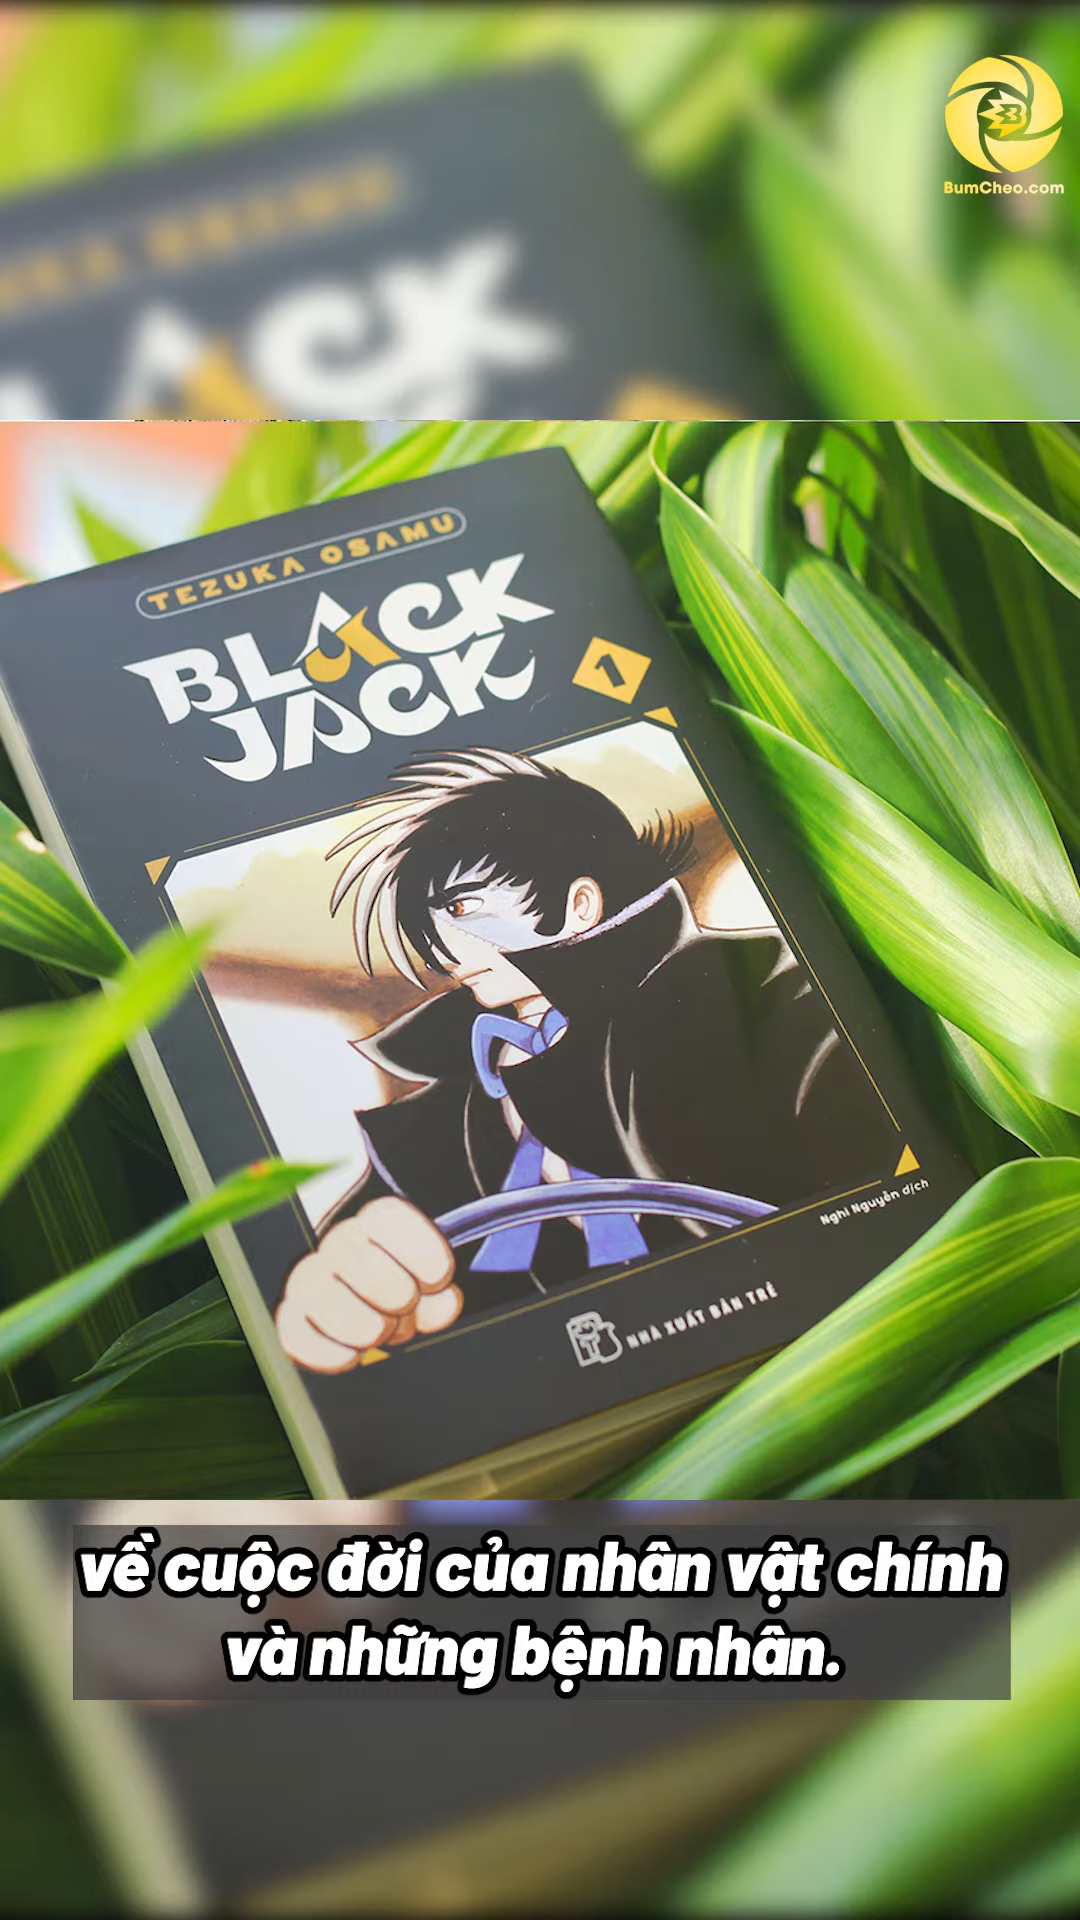 BumCheo.com
TEZUKA OSAMU
BLACK
JACK
1
Nghi Nguyễn dịch
NHÀ XUẤT BẢN TRẺ
về cuộc đời của nhân vật chính
và những bệnh nhân.